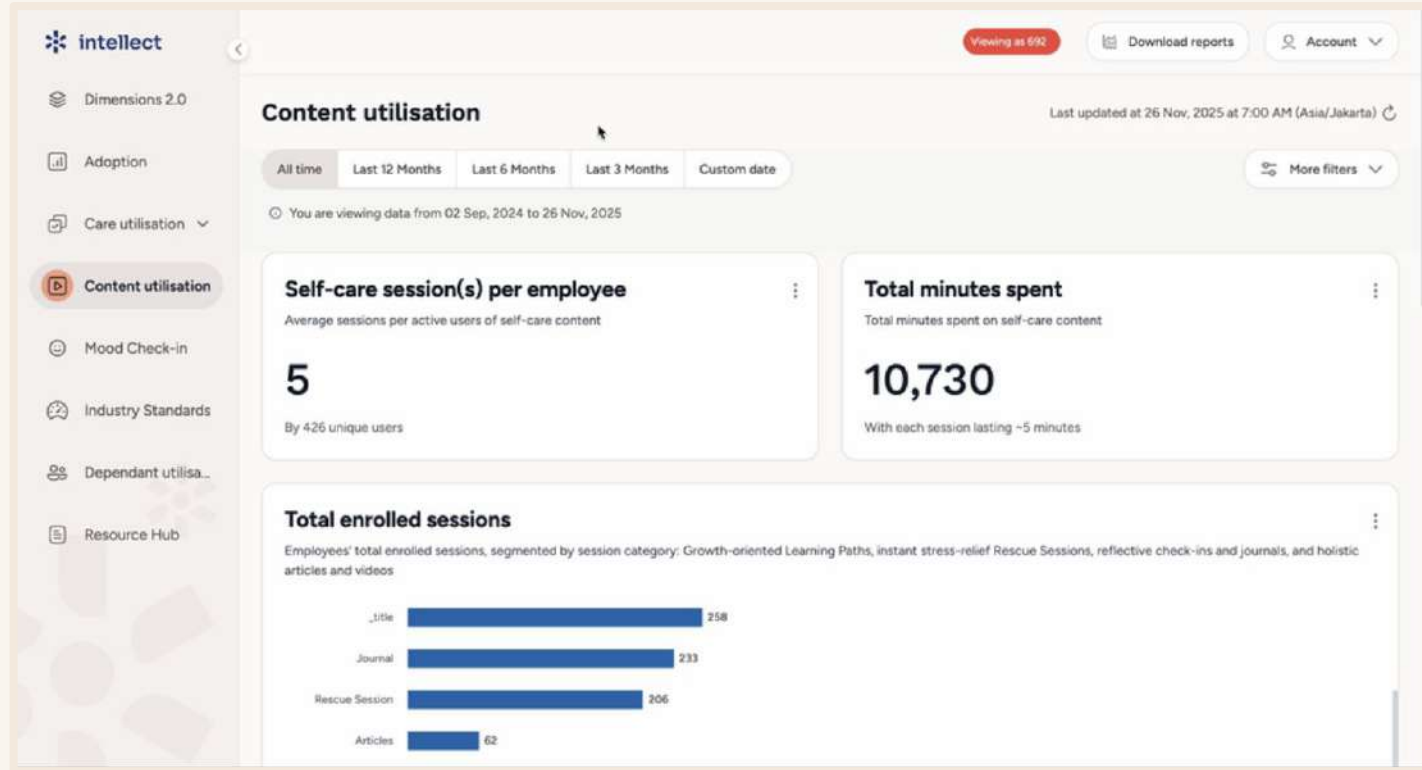 intellect
Viewing as 692
Download reports
Account
Dimensions 2.0
Adoption
Care utilisation
Content utilisation
Mood Check-in
Industry Standards
Dependant utilisa...
Resource Hub
Content utilisation
Last updated at 26 Nov, 2025 at 7:00 AM (Asia/Jakarta)
All time
Last 12 Months
Last 6 Months
Last 3 Months
Custom date
More filters
You are viewing data from 02 Sep, 2024 to 26 Nov, 2025
Self-care session(s) per employee
Average sessions per active users of self-care content
5
By 426 unique users
Total minutes spent
Total minutes spent on self-care content
10,730
With each session lasting ~5 minutes
Total enrolled sessions
Employees' total enrolled sessions, segmented by session category: Growth-oriented Learning Paths, instant stress-relief Rescue Sessions, reflective check-ins and journals, and holistic
articles and videos
_title 258
Journal 233
Rescue Session 206
Articles 62